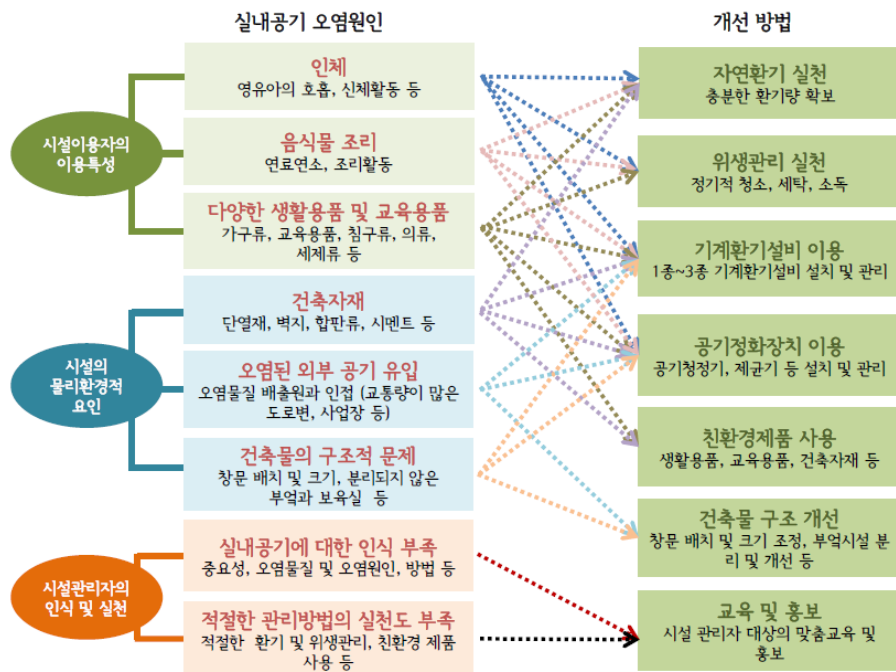 실내공기 오염원인
개선 방법
시설이용자의
이용특성
인체
영유아의 호흡, 신체활동 등
음식물 조리
연료연소, 조리활동
다양한 생활용품 및 교육용품
가구류, 교육용품, 침구류, 의류,
세제류 등
시설의
물리환경적
요인
건축자재
단열재, 벽지, 합판류, 시멘트 등
오염된 외부 공기 유입
오염물질 배출원과 인접 (교통량이 많은
도로변, 사업장 등)
건축물의 구조적 문제
창문 배치 및 크기, 분리되지 않은
부엌과 보육실 등
시설관리자의
인식 및 실천
실내공기에 대한 인식 부족
중요성, 오염물질 및 오염원인, 방법 등
적절한 관리방법의 실천도 부족
적절한 환기 및 위생관리, 친환경 제품
사용 등
자연환기 실천
충분한 환기량 확보
위생관리 실천
정기적 청소, 세탁, 소독
기계환기설비 이용
1종~3종 기계환기설비 설치 및 관리
공기정화장치 이용
공기청정기, 제균기 등 설치 및 관리
친환경제품 사용
생활용품, 교육용품, 건축자재 등
건축물 구조 개선
창문 배치 및 크기 조정, 부엌시설 분
리 및 개선 등
교육 및 홍보
시설 관리자 대상의 맞춤교육 및
홍보